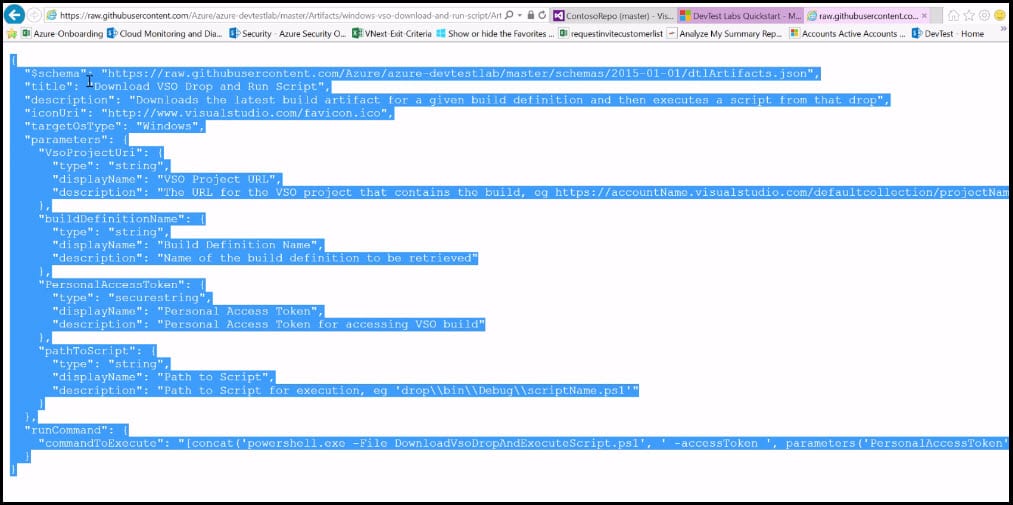 https://raw.githubusercontent.com/Azure/azure-devtestlab/master/Artifacts/windows-vso-download-and-run-script/Art
ContosoRepo (master) - Vis...
DevTest Labs Quickstart - M...
raw.githubusercontent.co...
Azure-Onboarding
Cloud Monitoring and Dia...
Security - Azure Security O...
VNext-Exit-Criteria
Show or hide the Favorites ...
requestinvitecustomerlist
Analyze My Summary Rep...
Accounts Active Accounts ...
DevTest - Home
{
"$schema": "https://raw.githubusercontent.com/Azure/azure-devtestlab/master/schemas/2015-01-01/dtlArtifacts.json",
"title": "Download VSO Drop and Run Script",
"description": "Downloads the latest build artifact for a given build definition and then executes a script from that drop",
"iconUri": "http://www.visualstudio.com/favicon.ico",
"targetOsType": "Windows",
"parameters": {
"VsoProjectUri": {
"type": "string",
"displayName": "VSO Project URL",
"description": "The URL for the VSO project that contains the build, eg https://accountName.visualstudio.com/defaultcollection/projectNam
},
"buildDefinitionName": {
"type": "string",
"displayName": "Build Definition Name",
"description": "Name of the build definition to be retrieved"
},
"PersonalAccessToken": {
"type": "securestring",
"displayName": "Personal Access Token",
"description": "Personal Access Token for accessing VSO build"
},
"pathToScript": {
"type": "string",
"displayName": "Path to Script",
"description": "Path to Script for execution, eg 'drop\\bin\\Debug\\scriptName.ps1'"
}
},
"runCommand": {
"commandToExecute": "[concat('powershell.exe -File DownloadVsoDropAndExecuteScript.ps1', ' -accessToken ', parameters('PersonalAccessToken'
}
}